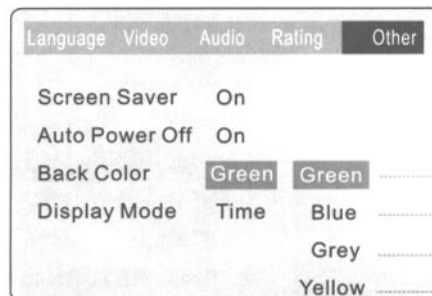 Language Video Audio Rating Other
Screen Saver On
Auto Power Off On
Back Color Green Green
Display Mode Time Blue
Grey
Yellow